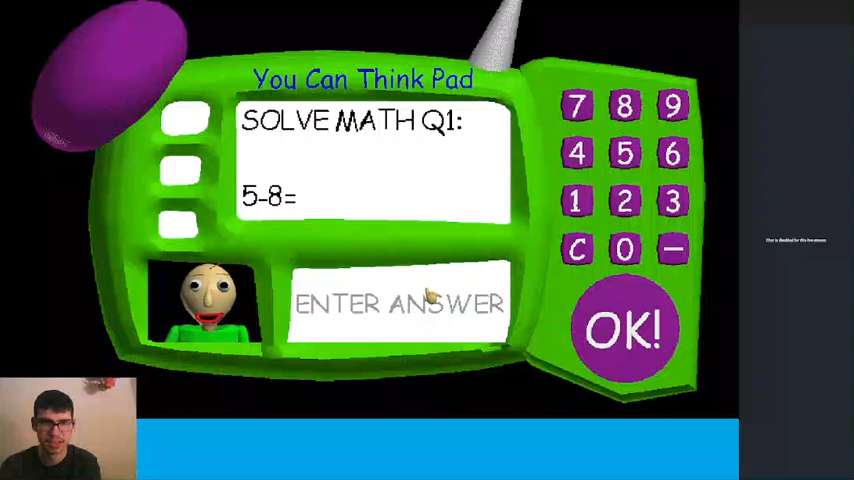 You Can Think Pad
SOLVE MATH Q1:
5-8=
ENTER ANSWER
7 8 9
4 5 6
1 2 3
C 0 −
OK!